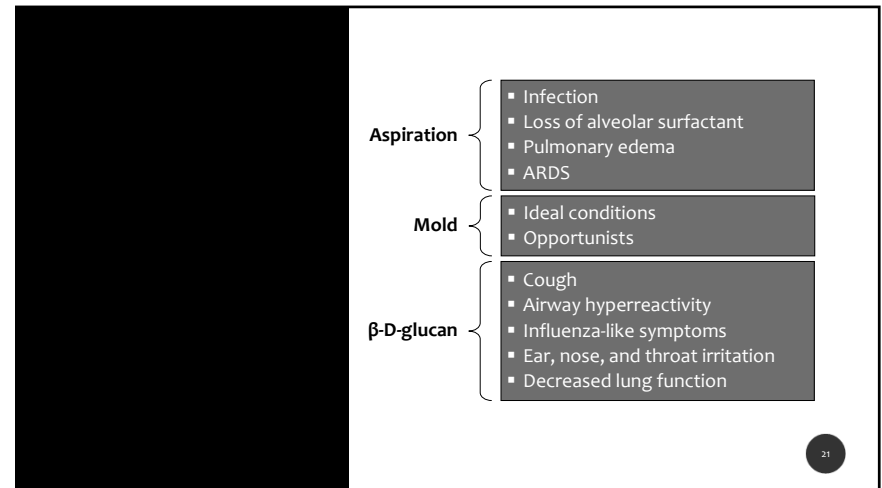 Aspiration
▪ Infection
▪ Loss of alveolar surfactant
▪ Pulmonary edema
▪ ARDS
Mold
▪ Ideal conditions
▪ Opportunists
β-D-glucan
▪ Cough
▪ Airway hyperreactivity
▪ Influenza-like symptoms
▪ Ear, nose, and throat irritation
▪ Decreased lung function
21